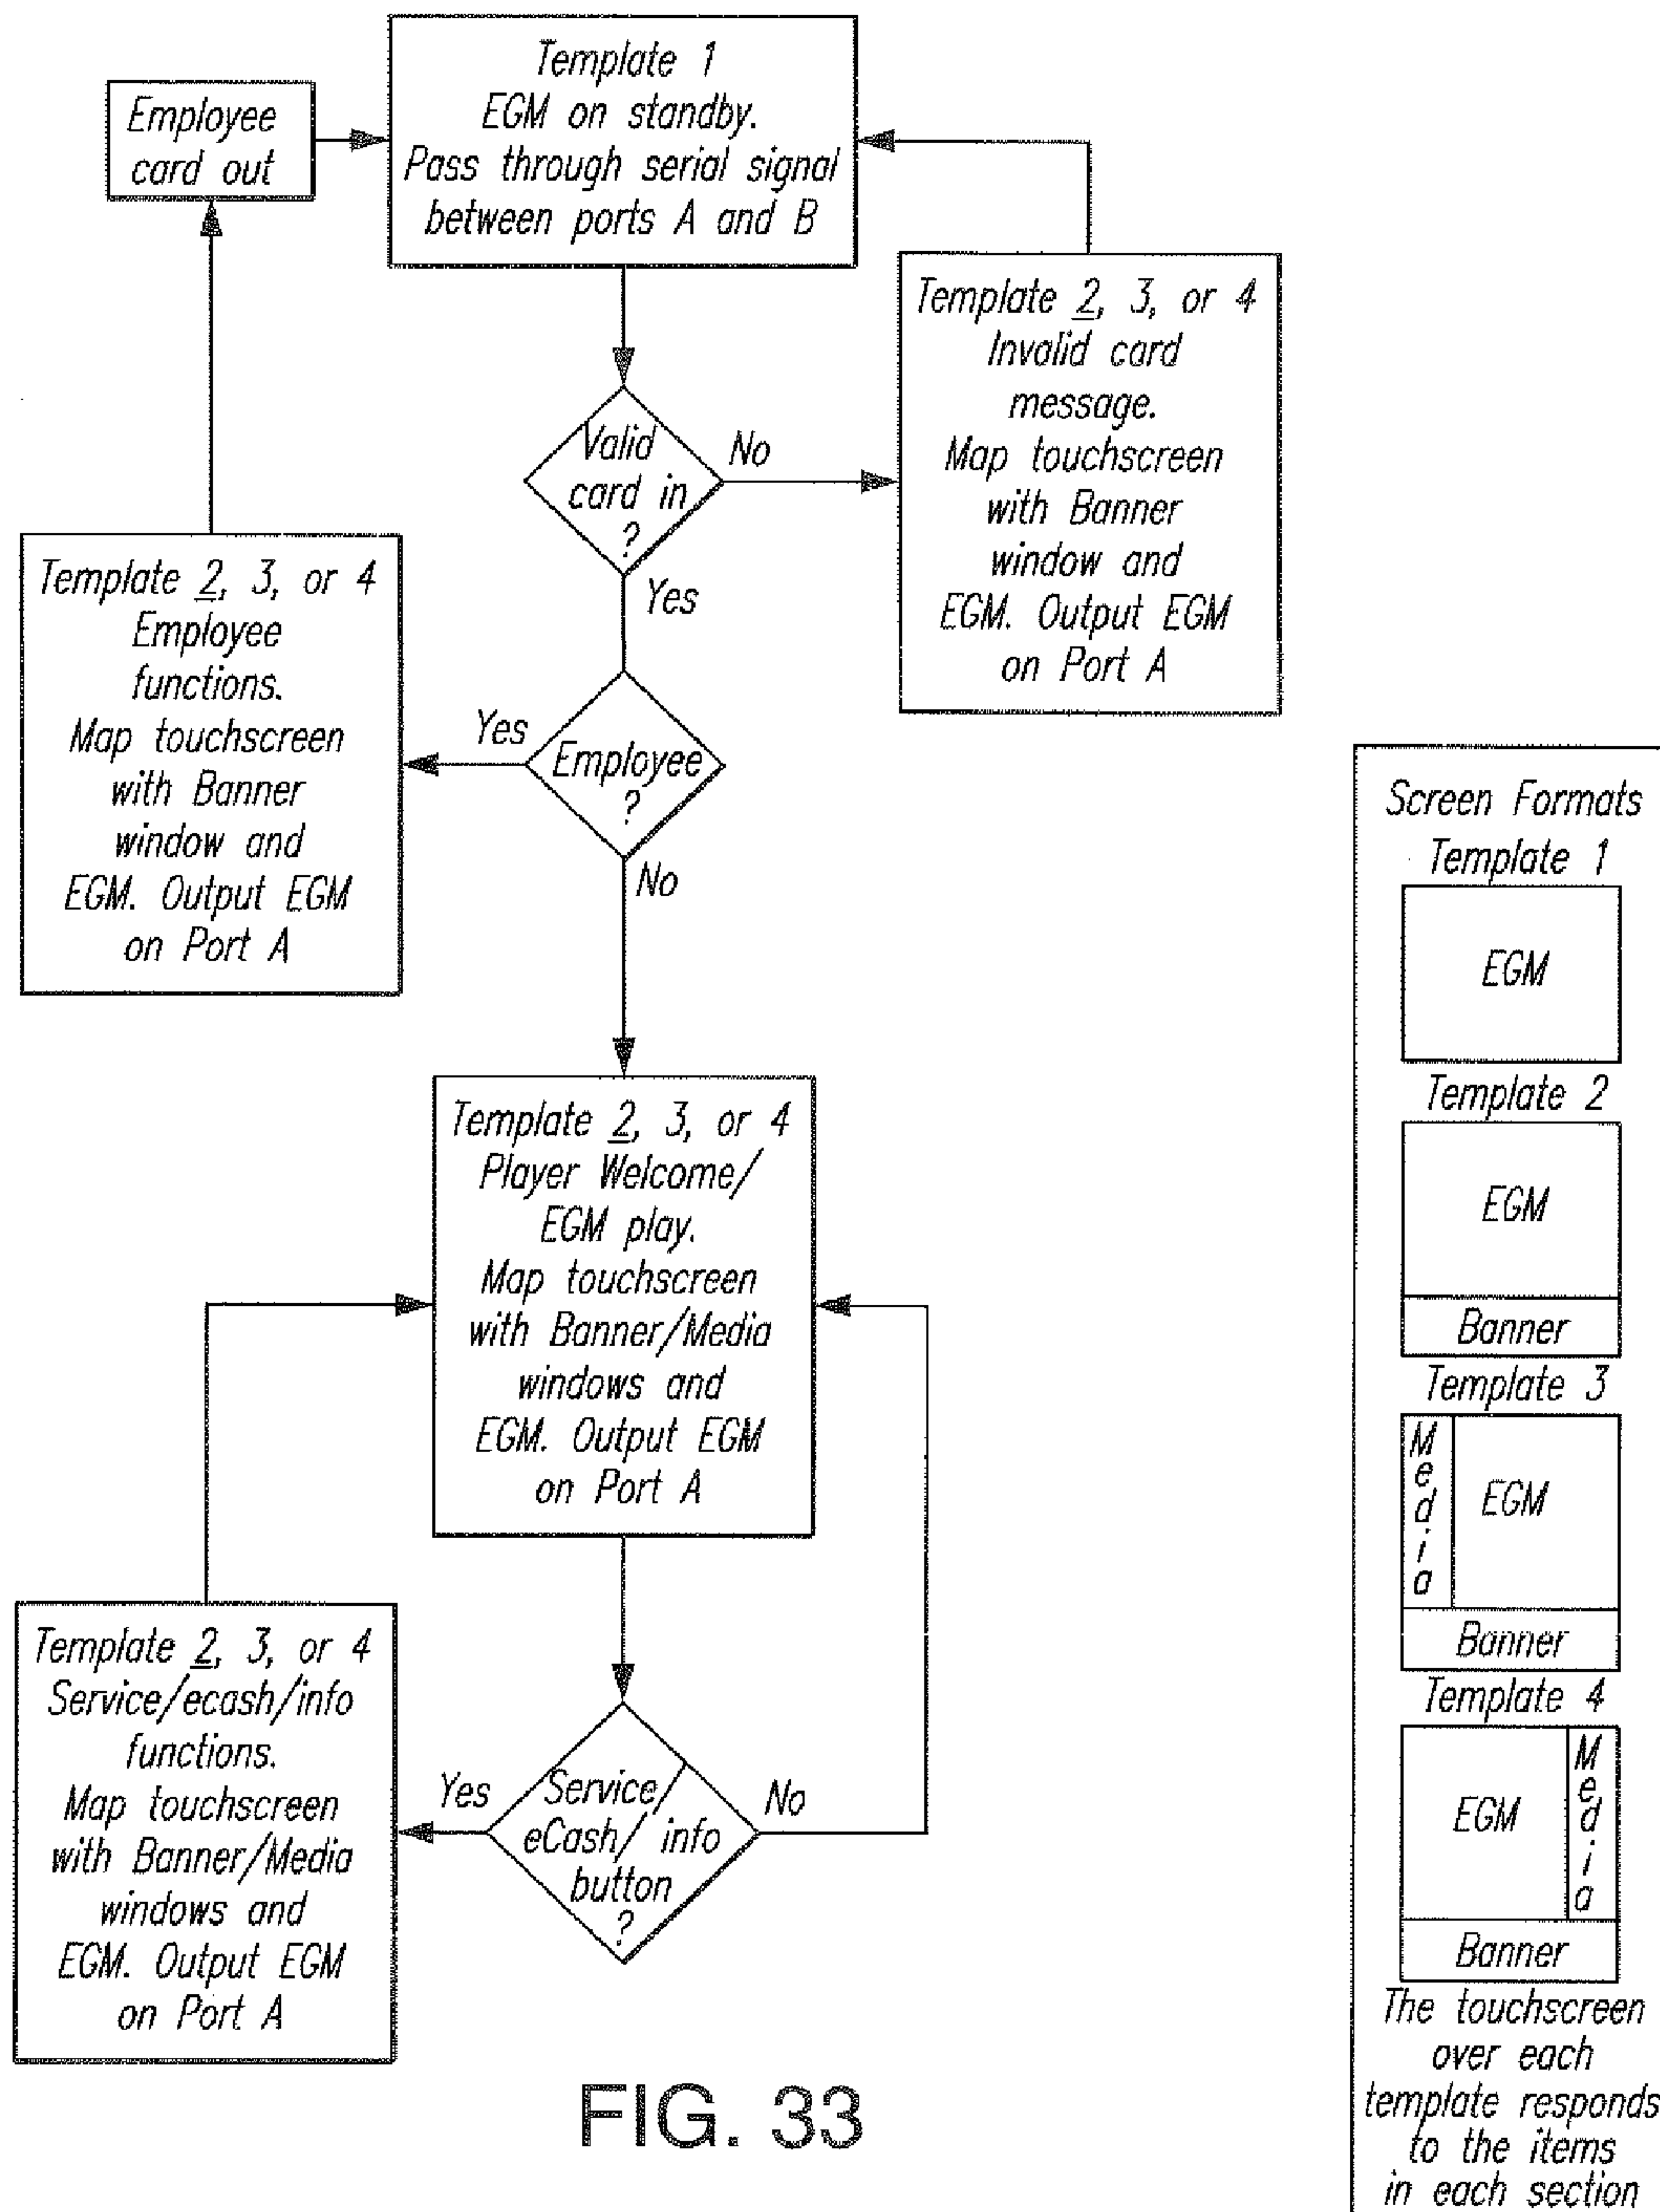 Employee
card out
Template 1
EGM on standby.
Pass through serial signal
between ports A and B
Template 2, 3, or 4
Invalid card
message.
Map touchscreen
with Banner
window and
EGM. Output EGM
on Port A
Valid
card in
?
No
Yes
Template 2, 3, or 4
Employee
functions.
Map touchscreen
with Banner
window and
EGM. Output EGM
on Port A
Yes
Employee
?
No
Template 2, 3, or 4
Player Welcome/
EGM play.
Map touchscreen
with Banner/Media
windows and
EGM. Output EGM
on Port A
Template 2, 3, or 4
Service/ecash/info
functions.
Map touchscreen
with Banner/Media
windows and
EGM. Output EGM
on Port A
Yes
Service/
eCash/ info
button
?
No
FIG. 33
Screen Formats
Template 1
EGM
Template 2
EGM
Banner
Template 3
Media
EGM
Banner
Template 4
EGM
Media
Banner
The touchscreen
over each
template responds
to the items
in each section